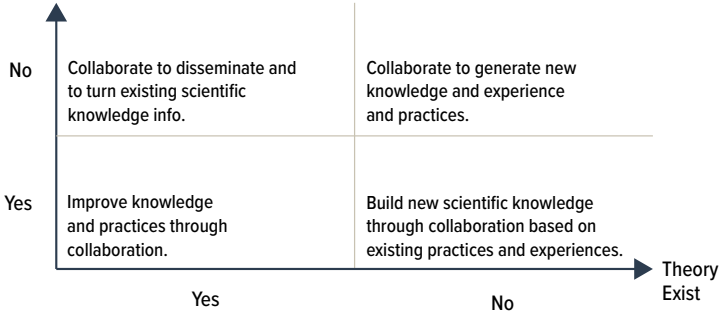 No
Collaborate to disseminate and
to turn existing scientific
knowledge info.
Collaborate to generate new
knowledge and experience
and practices.
Yes
Improve knowledge
and practices through
collaboration.
Build new scientific knowledge
through collaboration based on
existing practices and experiences.
Theory
Exist
Yes
No